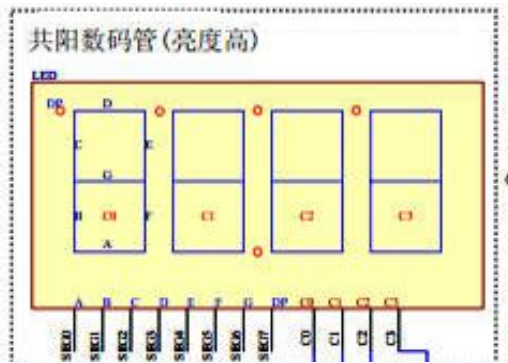 共阳数码管(亮度高)
LED
DP D
C E
G
B C0 F C1 C2 C3
A
A B C D E F G DP C0 C1 C2 C3
SEG0 SEG1 SEG2 SEG3 SEG4 SEG5 SEG6 SEG7 C0 C1 C2 C3